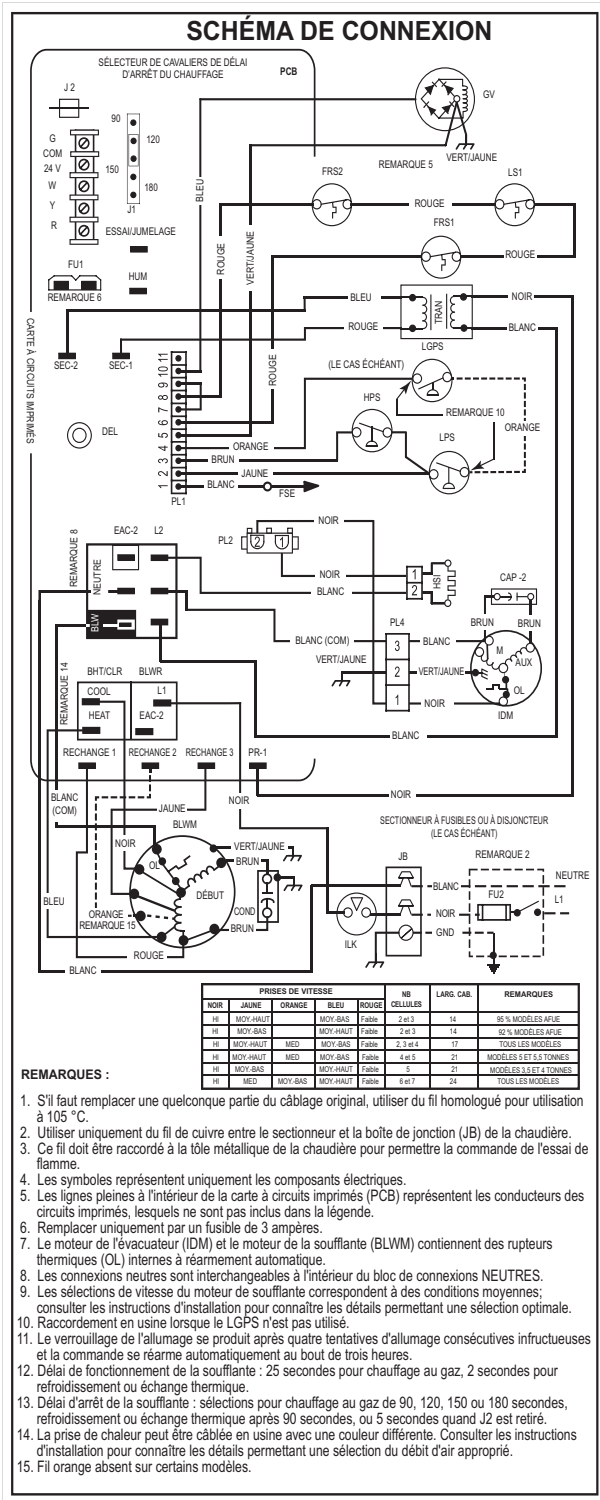 SCHÉMA DE CONNEXION
SÉLECTEUR DE CAVALIERS DE DÉLAI
D'ARRÊT DU CHAUFFAGE
PCB
J 2
90
120
150
180
J1
G
COM
24 V
W
Y
R
ESSAI/JUMELAGE
HUM
FU1
REMARQUE 6
CARTE À CIRCUITS IMPRIMÉS
SEC-2
SEC-1
DEL
BLEU
ROUGE
VERT/JAUNE
ROUGE
GV
VERT/JAUNE
REMARQUE 5
FRS2
LS1
ROUGE
FRS1
ROUGE
BLEU
NOIR
TRAN
ROUGE
BLANC
LGPS
(LE CAS ÉCHÉANT)
HPS
REMARQUE 10
LPS
ORANGE
1 2 3 4 5 6 7 8 9 10 11
PL1
ORANGE
BRUN
JAUNE
BLANC
FSE
REMARQUE 8
EAC-2
L2
NEUTRE
BLW
PL2
2
1
NOIR
NOIR
BLANC
1
2
HSI
CAP -2
BRUN
BRUN
BLANC (COM)
PL4
3
2
1
BLANC
VERT/JAUNE
VERT/JAUNE
NOIR
M
AUX
OL
IDM
BLANC
REMARQUE 14
BHT/CLR
BLWR
COOL
HEAT
L1
EAC-2
RECHANGE 1
RECHANGE 2
RECHANGE 3
PR-1
BLANC
(COM)
JAUNE
NOIR
NOIR
NOIR
BLWM
VERT/JAUNE
BRUN
OL
DÉBUT
COND
BRUN
BLEU
ORANGE
REMARQUE 15
ROUGE
BLANC
SECTIONNEUR À FUSIBLES OU À DISJONCTEUR
(LE CAS ÉCHÉANT)
JB
REMARQUE 2
ILK
BLANC
NEUTRE
FU2
L1
NOIR
GND
PRISES DE VITESSE NB CELLULES LARG. CAB. REMARQUES
NOIR JAUNE ORANGE BLEU ROUGE
HI MOY.-HAUT MOY.-BAS Faible 2 et 3 14 95 % MODÈLES AFUE
HI MOY.-BAS MOY.-HAUT Faible 2 et 3 14 92 % MODÈLES AFUE
HI MOY.-HAUT MED MOY.-BAS Faible 2, 3 et 4 17 TOUS LES MODÈLES
HI MOY.-HAUT MED MOY.-BAS Faible 4 et 5 21 MODÈLES 5 ET 5,5 TONNES
HI MOY.-BAS MOY.-HAUT Faible 5 21 MODÈLES 3,5 ET 4 TONNES
HI MED MOY.-BAS MOY.-HAUT Faible 6 et 7 24 TOUS LES MODÈLES
REMARQUES :
1. S'il faut remplacer une quelconque partie du câblage original, utiliser du fil homologué pour utilisation
à 105 °C.
2. Utiliser uniquement du fil de cuivre entre le sectionneur et la boîte de jonction (JB) de la chaudière.
3. Ce fil doit être raccordé à la tôle métallique de la chaudière pour permettre la commande de l'essai de
flamme.
4. Les symboles représentent uniquement les composants électriques.
5. Les lignes pleines à l'intérieur de la carte à circuits imprimés (PCB) représentent les conducteurs des
circuits imprimés, lesquels ne sont pas inclus dans la légende.
6. Remplacer uniquement par un fusible de 3 ampères.
7. Le moteur de l'évacuateur (IDM) et le moteur de la soufflante (BLWM) contiennent des rupteurs
thermiques (OL) internes à réarmement automatique.
8. Les connexions neutres sont interchangeables à l'intérieur du bloc de connexions NEUTRES.
9. Les sélections de vitesse du moteur de soufflante correspondent à des conditions moyennes;
consulter les instructions d'installation pour connaître les détails permettant une sélection optimale.
10. Raccordement en usine lorsque le LGPS n'est pas utilisé.
11. Le verrouillage de l'allumage se produit après quatre tentatives d'allumage consécutives infructueuses
et la commande se réarme automatiquement au bout de trois heures.
12. Délai de fonctionnement de la soufflante : 25 secondes pour chauffage au gaz, 2 secondes pour
refroidissement ou échange thermique.
13. Délai d'arrêt de la soufflante : sélections pour chauffage au gaz de 90, 120, 150 ou 180 secondes,
refroidissement ou échange thermique après 90 secondes, ou 5 secondes quand J2 est retiré.
14. La prise de chaleur peut être câblée en usine avec une couleur différente. Consulter les instructions
d'installation pour connaître les détails permettant une sélection du débit d'air approprié.
15. Fil orange absent sur certains modèles.